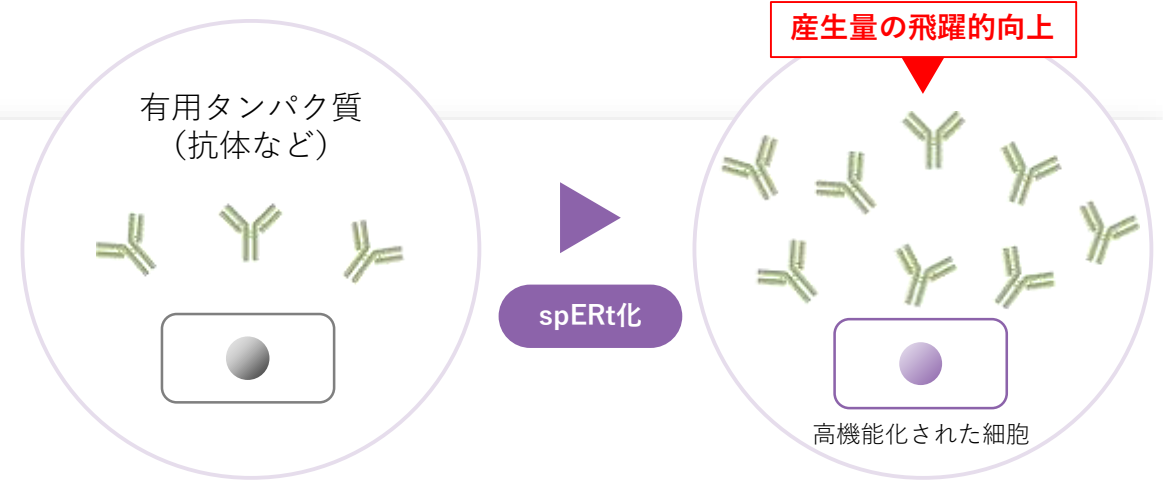 産生量の飛躍的向上
有用タンパク質
（抗体など）
spERt化
高機能化された細胞